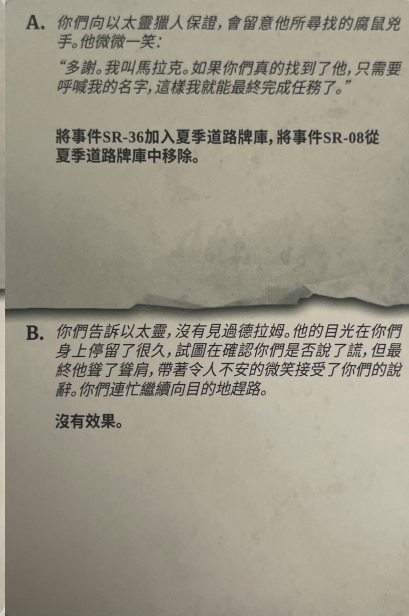 A. 你們向以太靈獵人保證，會留意他所尋找的腐鼠兇
手。他微微一笑：
“多謝。我叫馬拉克。如果你們真的找到了他，只需要
呼喊我的名字，這樣我就能最終完成任務了。”
將事件SR-36加入夏季道路牌庫，將事件SR-08從
夏季道路牌庫中移除。
B. 你們告訴以太靈，沒有見過德拉姆。他的目光在你們
身上停留了很久，試圖在確認你們是否說了謊，但最
終他聳了聳肩，帶著令人不安的微笑接受了你們的說
辭。你們連忙繼續向目的地趕路。
沒有效果。